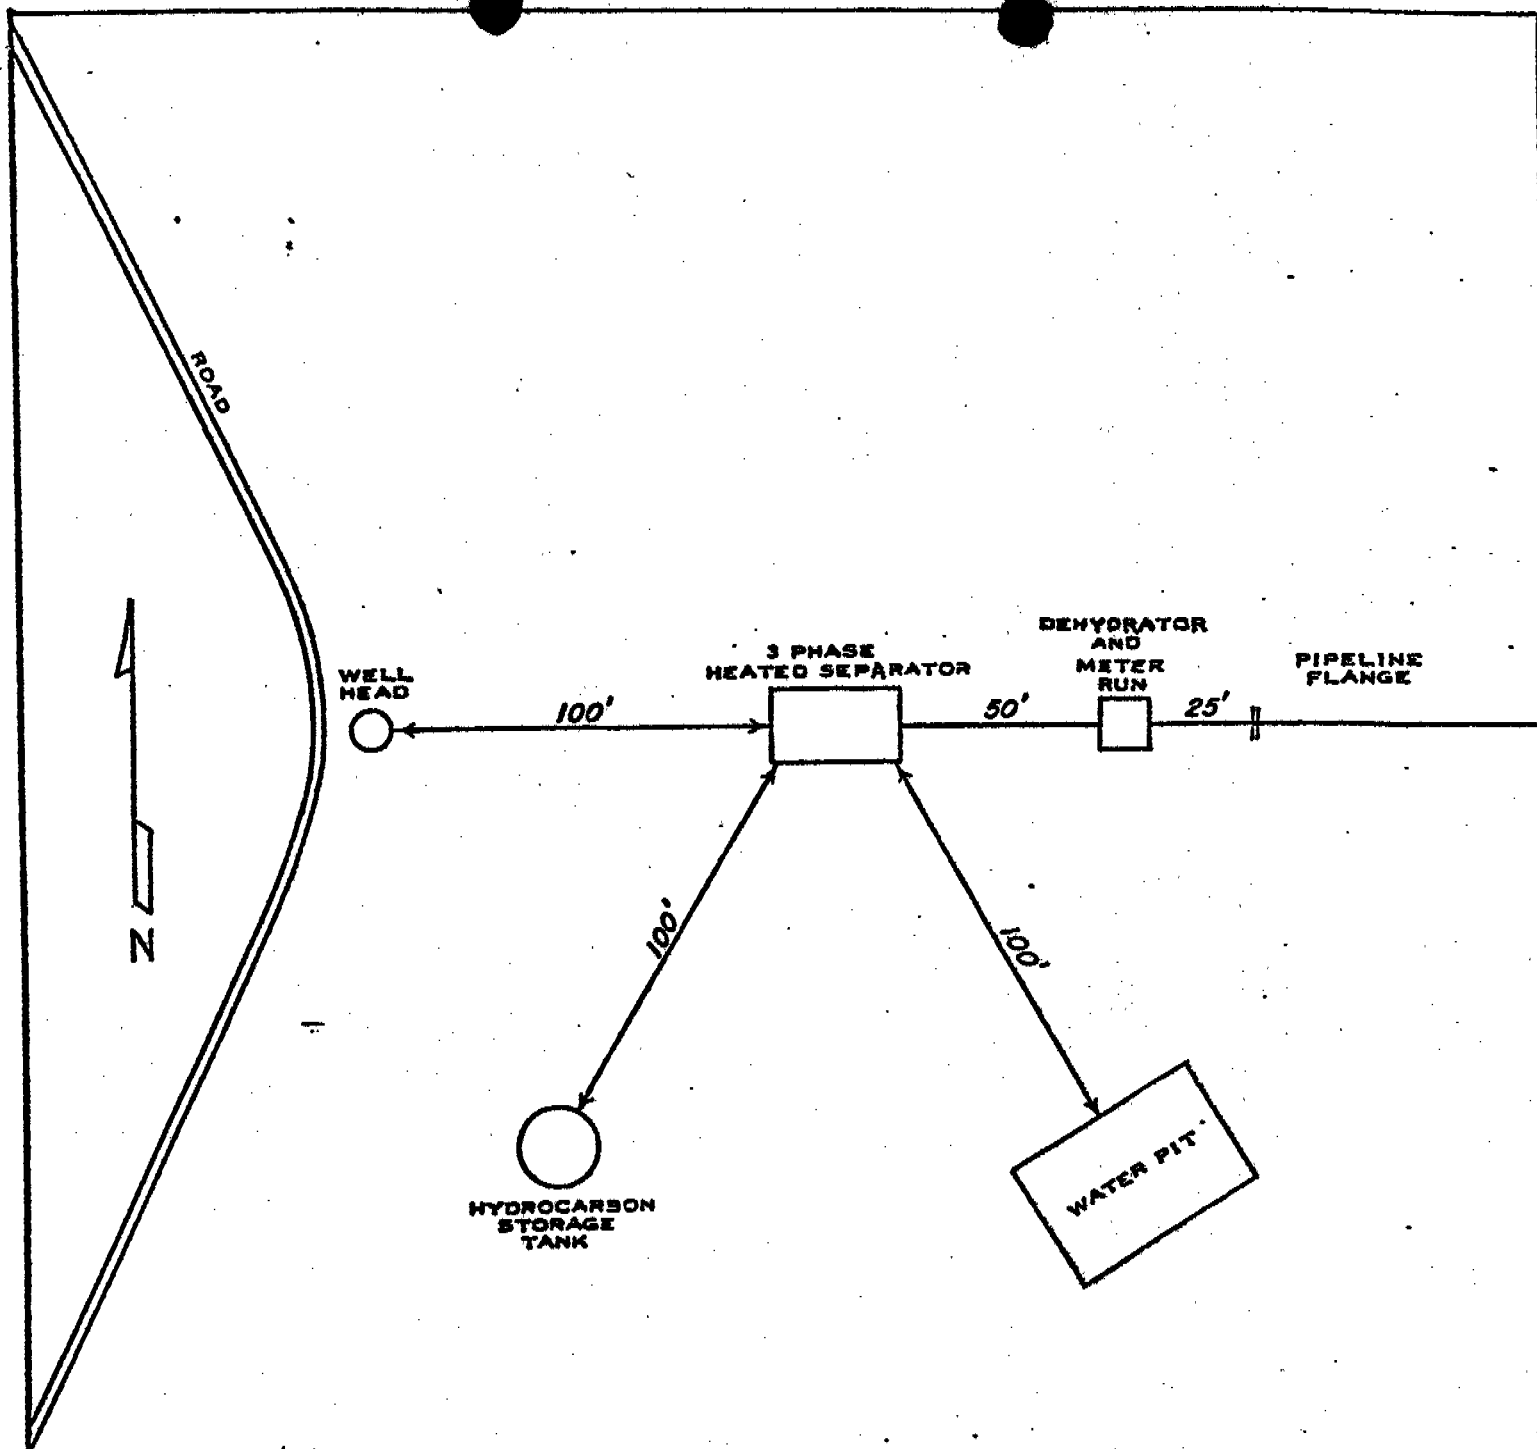 ROAD
WELL
HEAD
100'
3 PHASE
HEATED SEPARATOR
50'
DEHYDRATOR
AND
METER
RUN
25'
PIPELINE
FLANGE
N
100'
100'
HYDROCARBON
STORAGE
TANK
WATER PIT